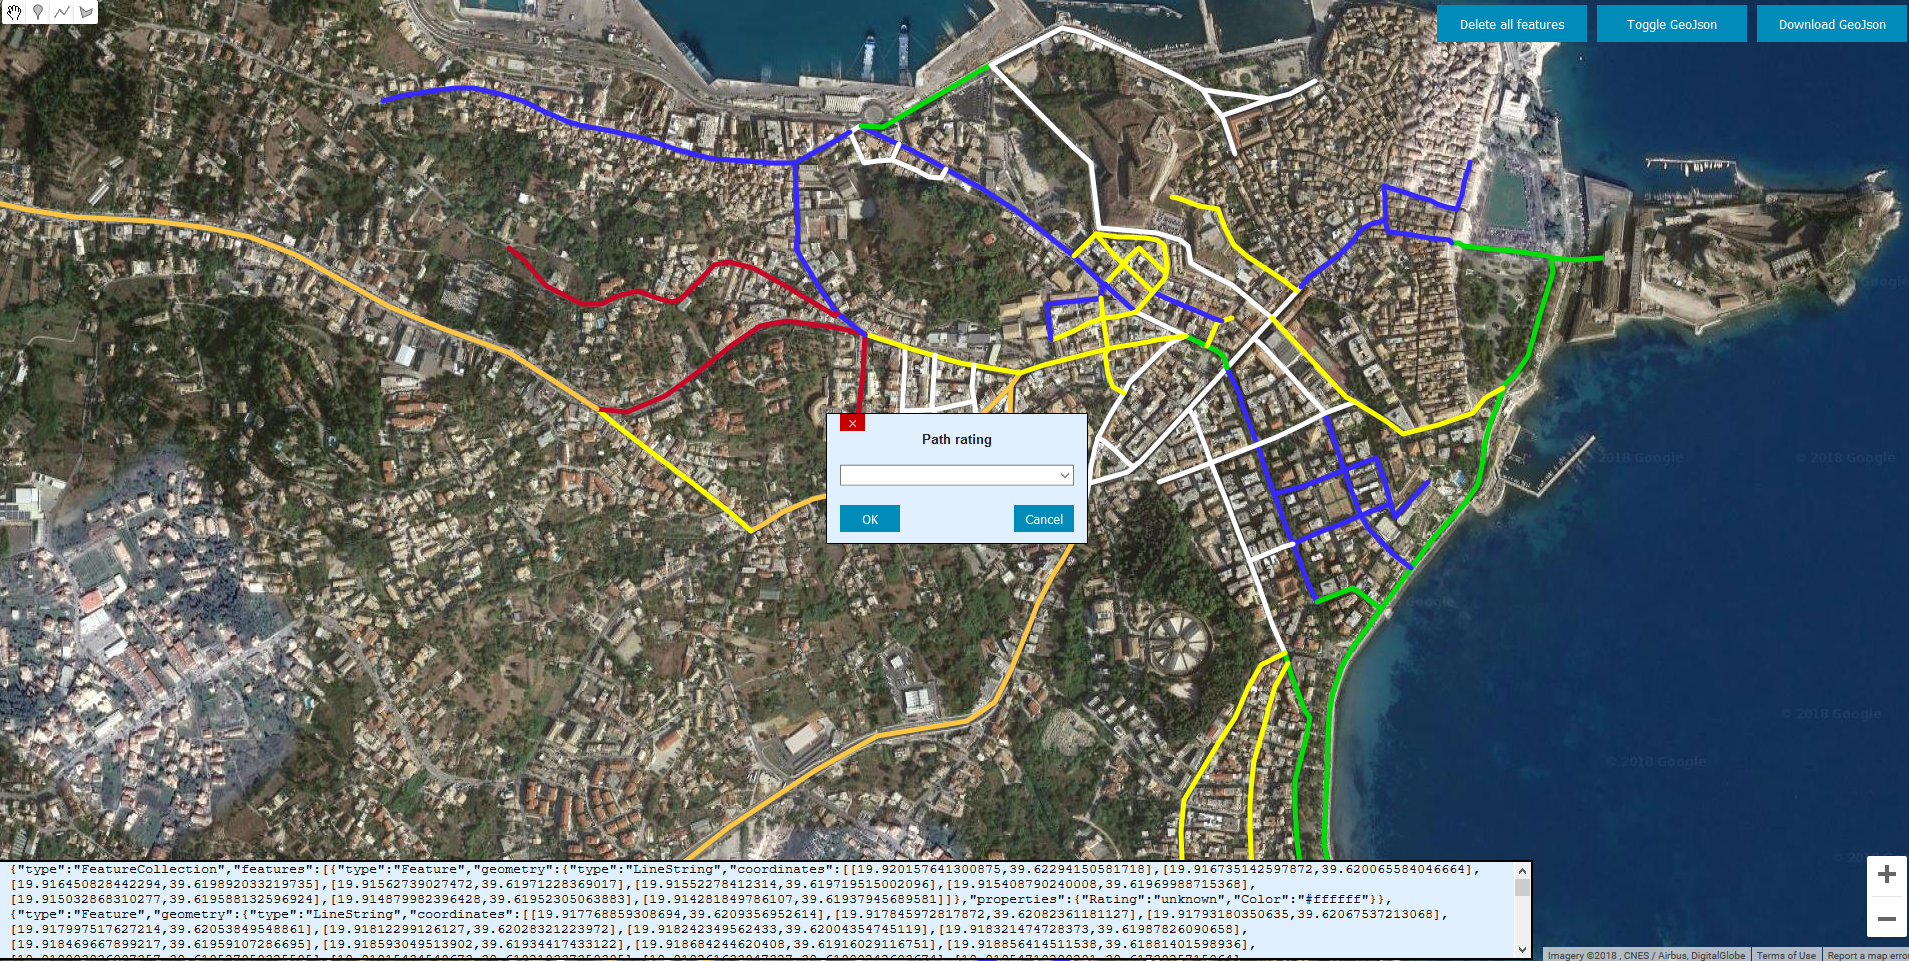 Delete all features
Toggle GeoJson
Download GeoJson
Path rating
OK
Cancel
2018 Google
© 2018 Google
© 2018 Google
© 2018 Google
{"type":"FeatureCollection","features":[{"type":"Feature","geometry":{"type":"LineString","coordinates":[[19.920157641300875,39.62294150581718],[19.916735142597872,39.620065584046664],
[19.916450828442294,39.619892033219735],[19.91562739027472,39.61971228369017],[19.91552278412314,39.619719515002096],[19.915408790240008,39.61969988715368],
[19.915032868310277,39.619588132596924],[19.914879982396428,39.61952305063883],[19.914281849786107,39.61937945689581]]},"properties":{"Rating":"unknown","Color":"#ffffff"}},
{"type":"Feature","geometry":{"type":"LineString","coordinates":[[19.917768859308694,39.6209356952614],[19.917845972817872,39.62082361181127],[19.91793180350635,39.62067537213068],
[19.917997517627214,39.62053849548861],[19.91812299126127,39.62028321223972],[19.918242349562433,39.62004354745119],[19.918321474728373,39.61987826090658],
[19.918469667899217,39.61959107286695],[19.918593049513902,39.61934417433122],[19.918684244620408,39.61916029116751],[19.918856414511538,39.61881401598936],
Imagery ©2018 , CNES / Airbus, DigitalGlobe
Terms of Use
Report a map erro